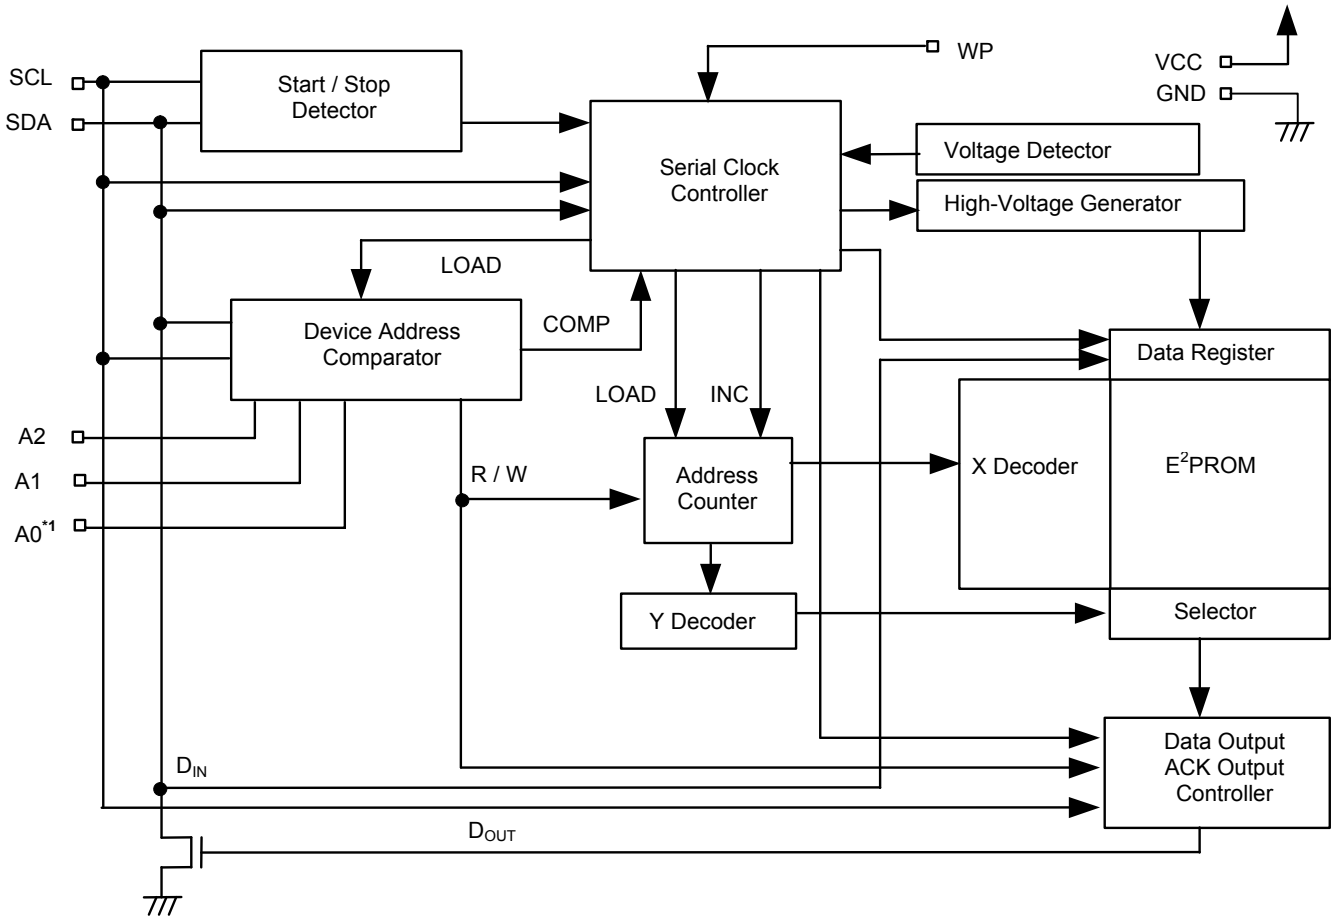 SCL
SDA
Start / Stop
Detector
WP
VCC
GND
Serial Clock
Controller
Voltage Detector
High-Voltage Generator
LOAD
Device Address
Comparator
COMP
Data Register
LOAD
INC
A2
A1
A0*1
R / W
Address
Counter
X Decoder
E²PROM
Y Decoder
Selector
Data Output
ACK Output
Controller
DIN
DOUT